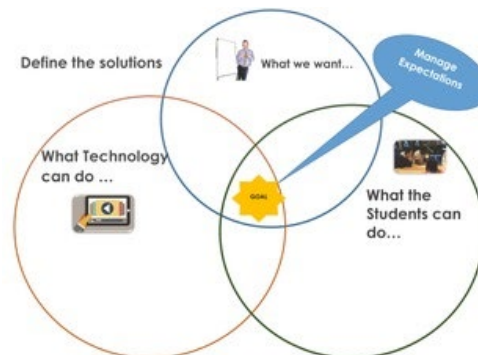 Define the solutions
What we want...
Manage
Expectations
What Technology
can do ...
GOAL
What the
Students can
do...